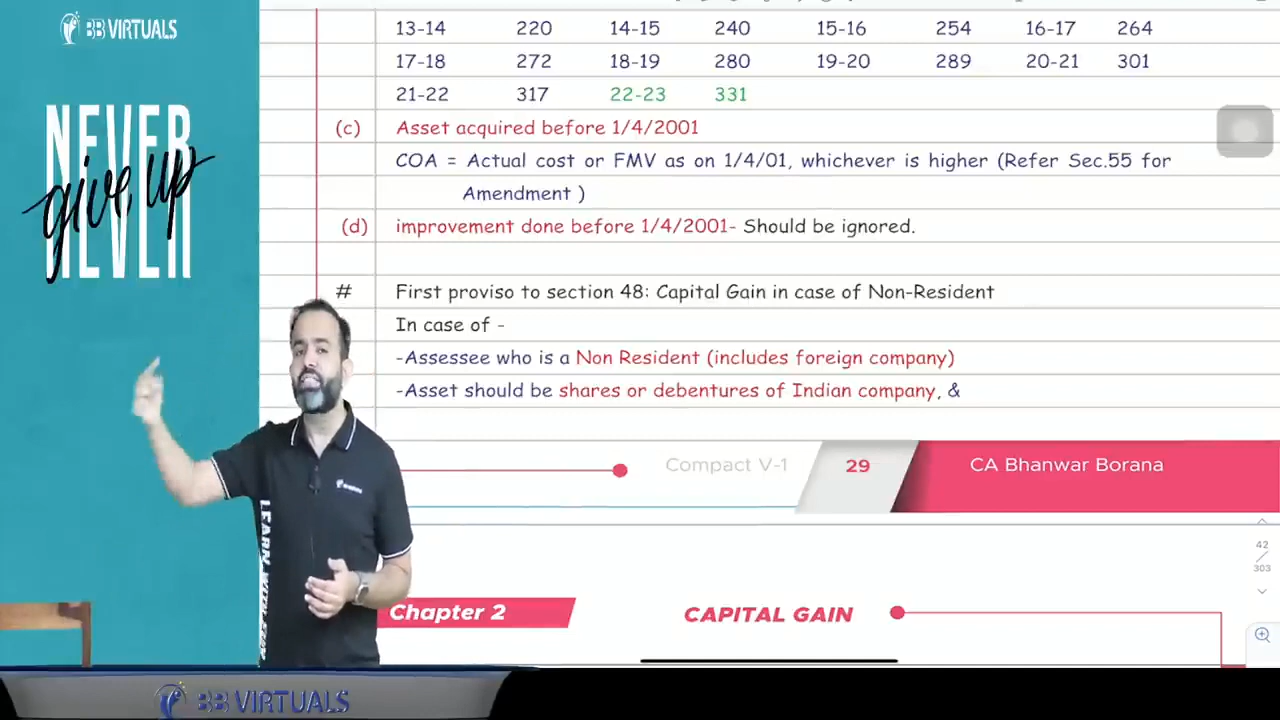 BB VIRTUALS
NEVER
give up
NEVER
13-14 220 14-15 240 15-16 254 16-17 264
17-18 272 18-19 280 19-20 289 20-21 301
21-22 317 22-23 331
(c) Asset acquired before 1/4/2001
COA = Actual cost or FMV as on 1/4/01, whichever is higher (Refer Sec.55 for
Amendment )
(d) improvement done before 1/4/2001- Should be ignored.
# First proviso to section 48: Capital Gain in case of Non-Resident
In case of -
-Assessee who is a Non Resident (includes foreign company)
-Asset should be shares or debentures of Indian company, &
Compact V-1 29 CA Bhanwar Borana
42
/
303
Chapter 2 CAPITAL GAIN
BB VIRTUALS